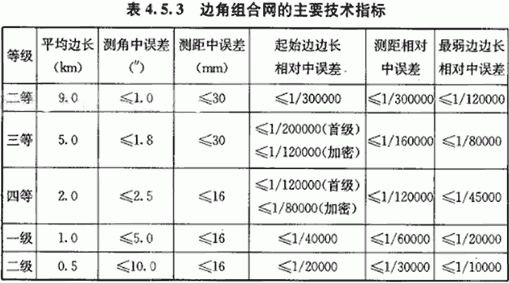 表 4.5.3 边角组合网的主要技术指标
等级 平均边长(km) 测角中误差(″) 测距中误差(mm) 起始边边长相对中误差 测距相对中误差 最弱边边长相对中误差
二等 9.0 ≤1.0 ≤30 ≤1/300000 ≤1/300000 ≤1/120000
三等 5.0 ≤1.8 ≤30 ≤1/200000(首级) ≤1/120000(加密) ≤1/160000 ≤1/80000
四等 2.0 ≤2.5 ≤16 ≤1/120000(首级) ≤1/80000(加密) ≤1/120000 ≤1/45000
一级 1.0 ≤5.0 ≤16 ≤1/40000 ≤1/60000 ≤1/20000
二级 0.5 ≤10.0 ≤16 ≤1/20000 ≤1/30000 ≤1/10000